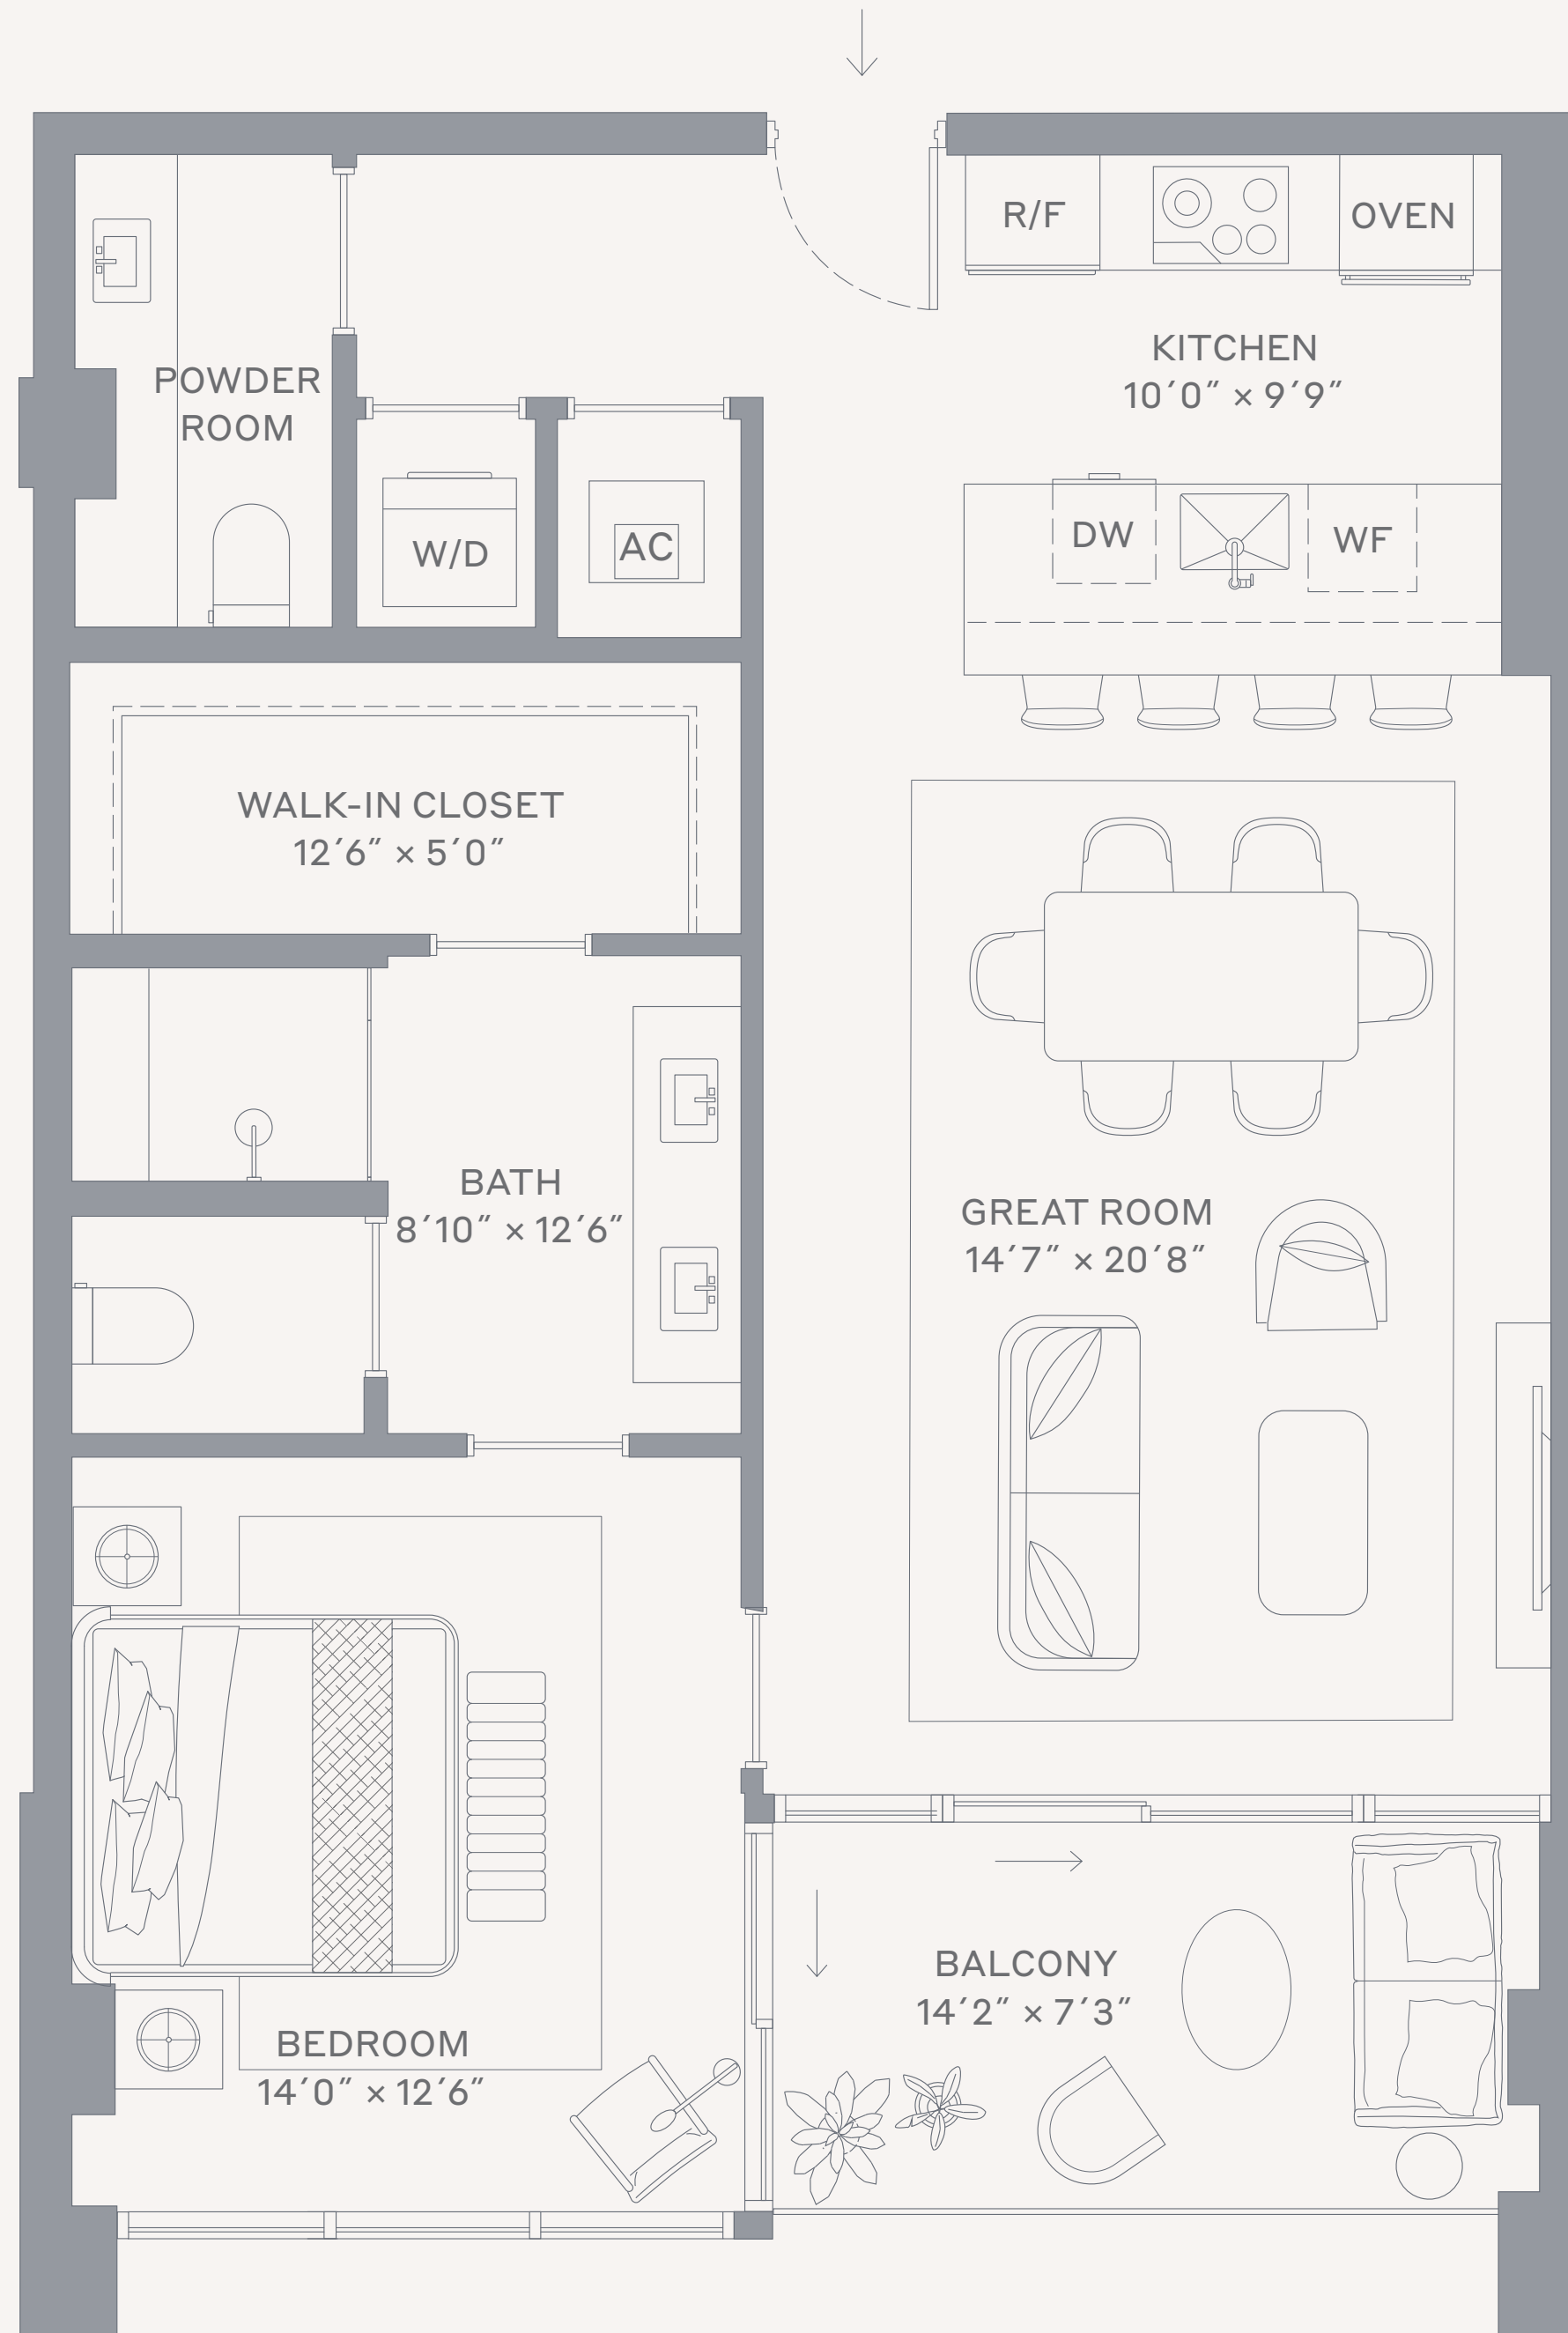 R/F
OVEN
KITCHEN
10′0″ × 9′9″
POWDER
ROOM
W/D
AC
DW
WF
WALK-IN CLOSET
12′6″ × 5′0″
BATH
8′10″ × 12′6″
GREAT ROOM
14′7″ × 20′8″
BALCONY
14′2″ × 7′3″
BEDROOM
14′0″ × 12′6″